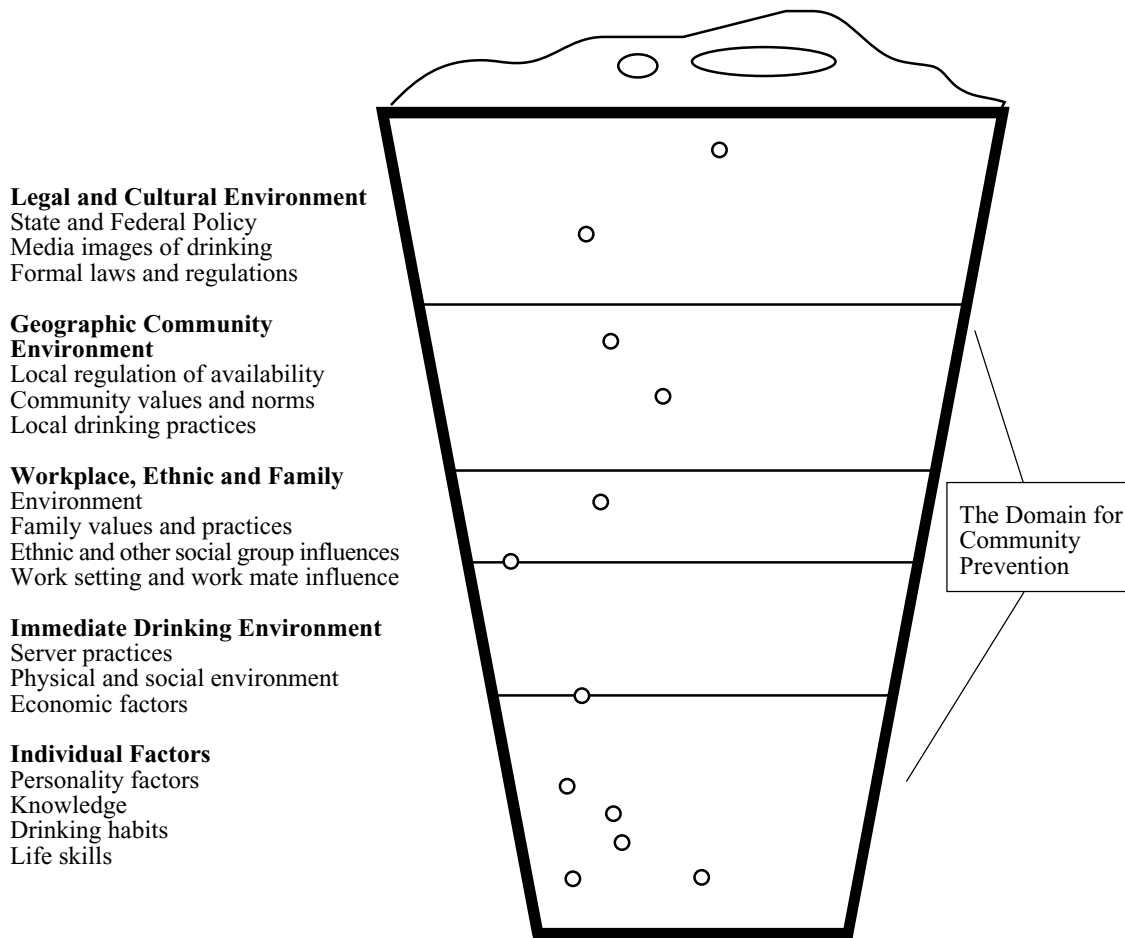 Legal and Cultural Environment
State and Federal Policy
Media images of drinking
Formal laws and regulations
Geographic Community
Environment
Local regulation of availability
Community values and norms
Local drinking practices
Workplace, Ethnic and Family
Environment
Family values and practices
Ethnic and other social group influences
Work setting and work mate influence
Immediate Drinking Environment
Server practices
Physical and social environment
Economic factors
Individual Factors
Personality factors
Knowledge
Drinking habits
Life skills
The Domain for
Community
Prevention